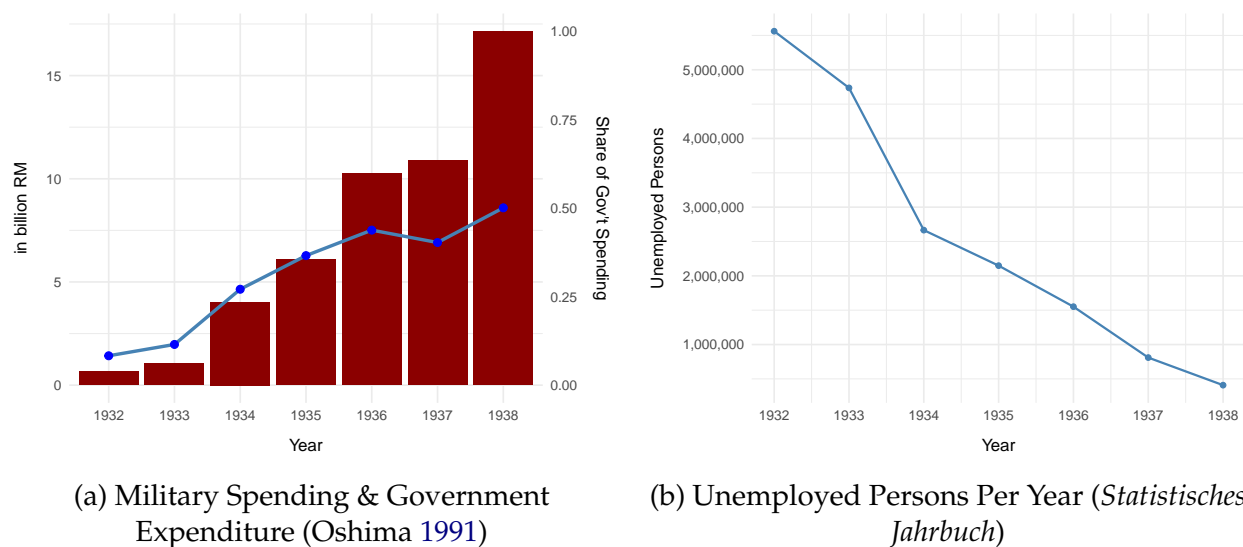 15
10
5
0
in billion RM
1.00
0.75
0.50
0.25
0.00
Share of Gov't Spending
1932 1933 1934 1935 1936 1937 1938
Year
(a) Military Spending & Government
Expenditure (Oshima 1991)
5,000,000
4,000,000
3,000,000
2,000,000
1,000,000
Unemployed Persons
1932 1933 1934 1935 1936 1937 1938
Year
(b) Unemployed Persons Per Year (Statistisches
Jahrbuch)